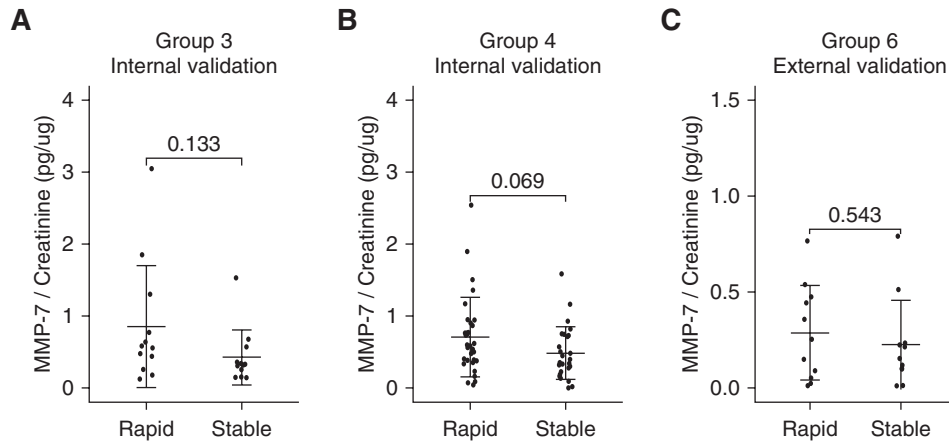 A
Group 3
Internal validation
MMP-7 / Creatinine (pg/ug)
4
3
2
1
0
0.133
Rapid Stable
B
Group 4
Internal validation
MMP-7 / Creatinine (pg/ug)
4
3
2
1
0
0.069
Rapid Stable
C
Group 6
External validation
MMP-7 / Creatinine (pg/ug)
1.5
1.0
0.5
0.0
0.543
Rapid Stable